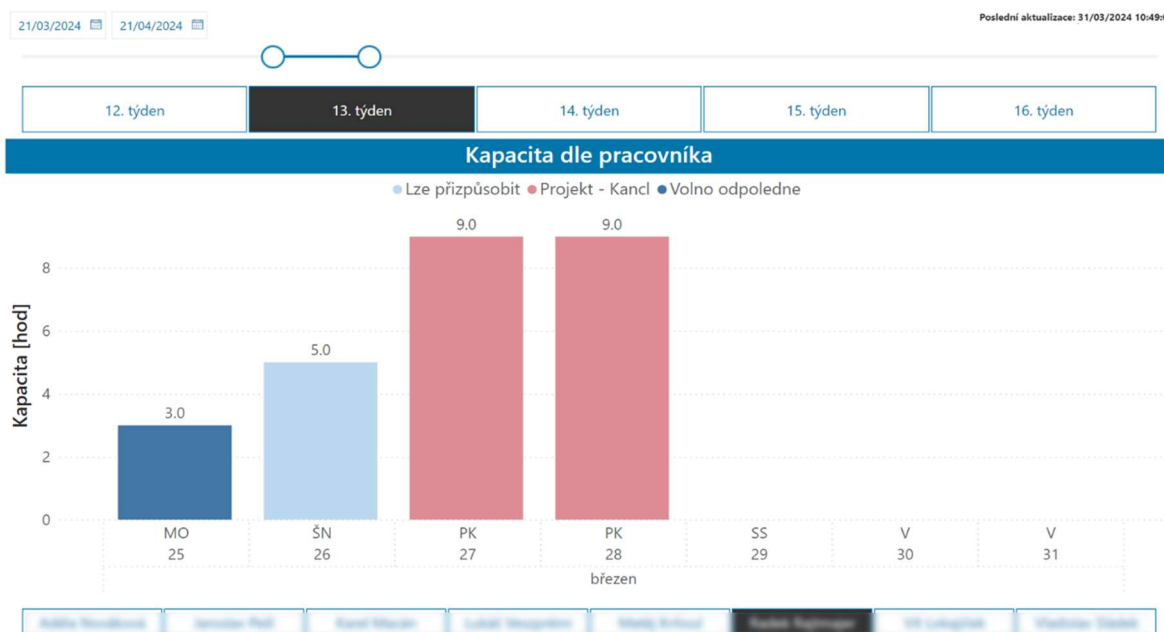 21/03/2024 21/04/2024
Poslední aktualizace: 31/03/2024 10:49:
12. týden 13. týden 14. týden 15. týden 16. týden
Kapacita dle pracovníka
Lze přizpůsobit Projekt - Kancl Volno odpoledne
Kapacita [hod]
8
6
4
2
0
3.0
5.0
9.0
9.0
MO ŠN PK PK SS V V
25 26 27 28 29 30 31
březen